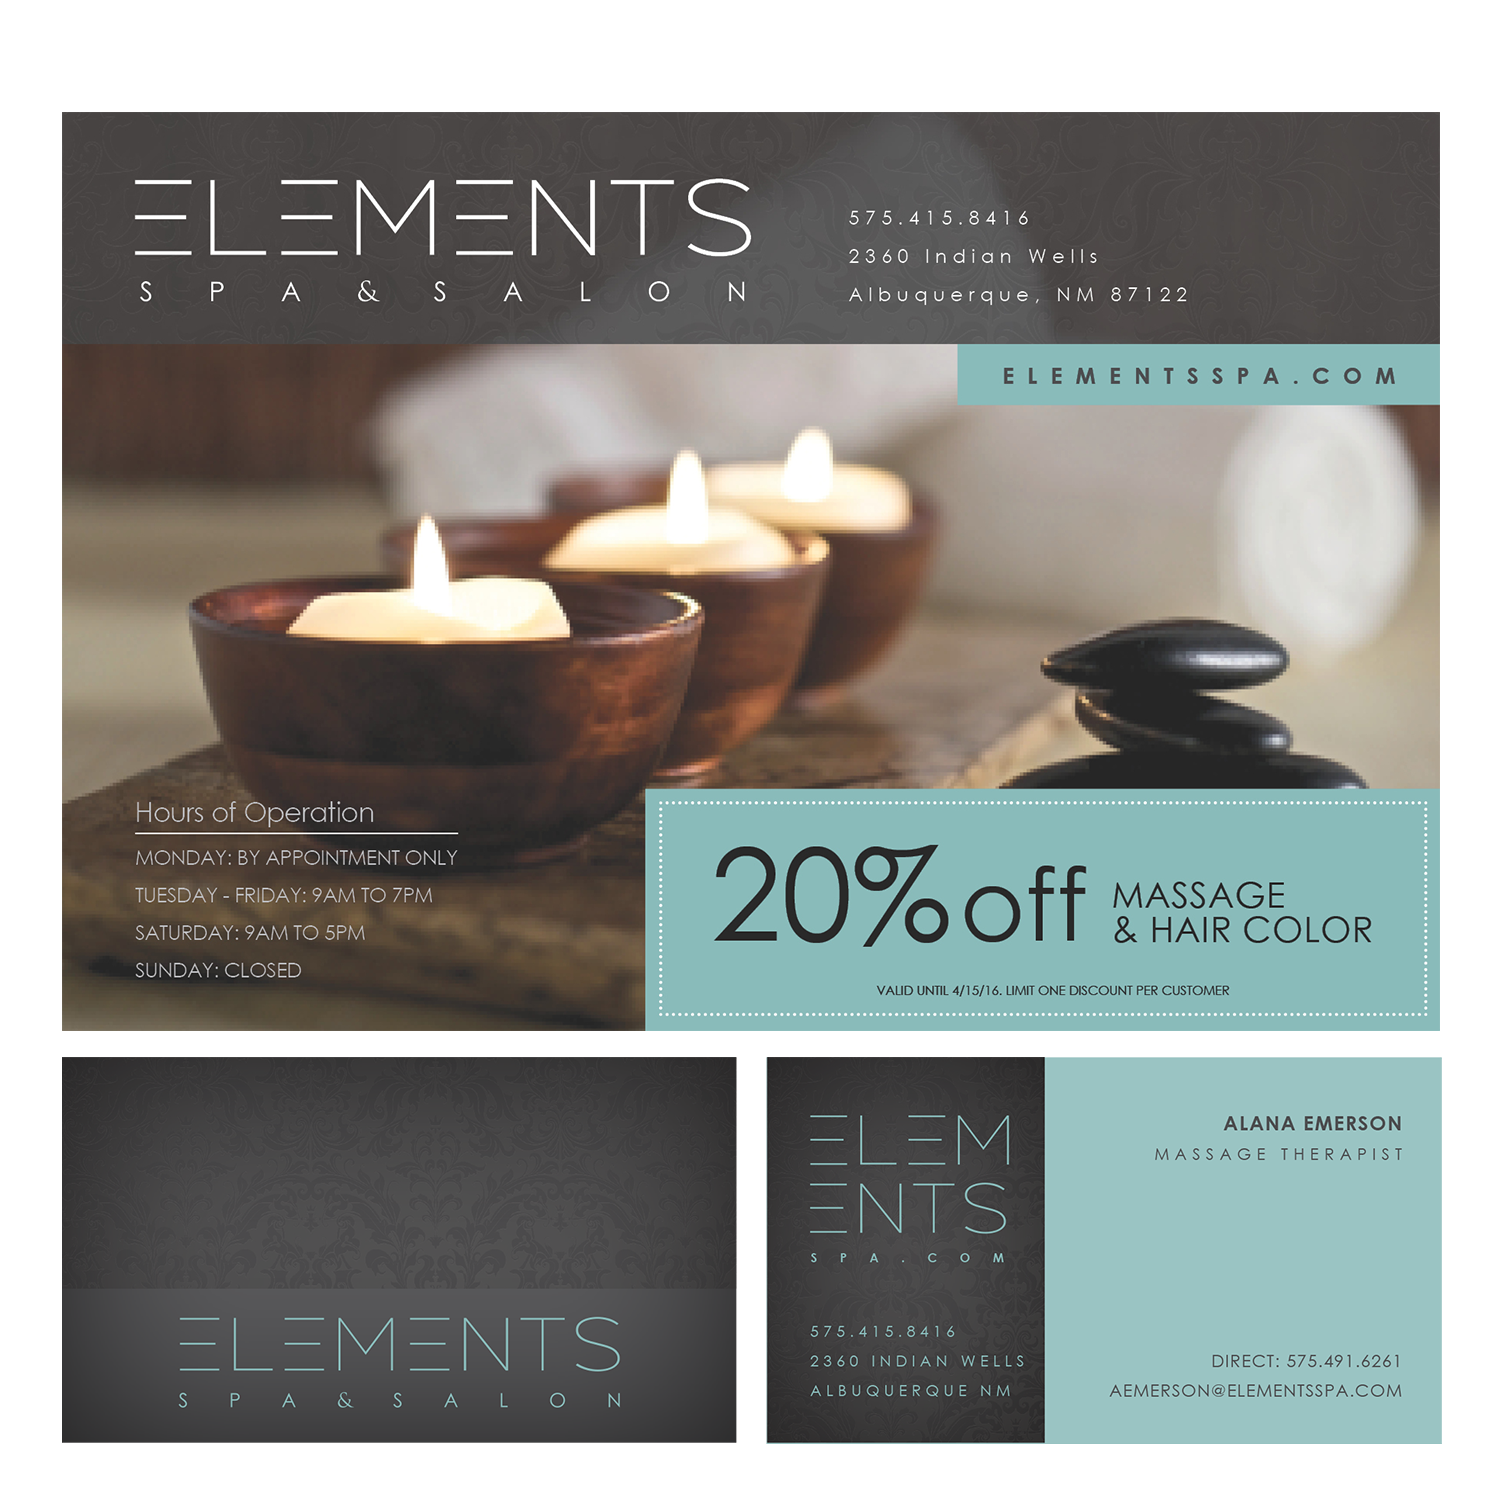 ELEMENTS
SPA & SALON
575.415.8416
2360 Indian Wells
Albuquerque, NM 87122
ELEMENTSSPA.COM
Hours of Operation
MONDAY: BY APPOINTMENT ONLY
TUESDAY - FRIDAY: 9AM TO 7PM
SATURDAY: 9AM TO 5PM
SUNDAY: CLOSED
20% off MASSAGE
& HAIR COLOR
VALID UNTIL 4/15/16. LIMIT ONE DISCOUNT PER CUSTOMER
ELEMENTS
SPA & SALON
ELEM
ENTS
SPA.COM
575.415.8416
2360 INDIAN WELLS
ALBUQUERQUE NM
ALANA EMERSON
MASSAGE THERAPIST
DIRECT: 575.491.6261
AEMERSON@ELEMENTSSPA.COM